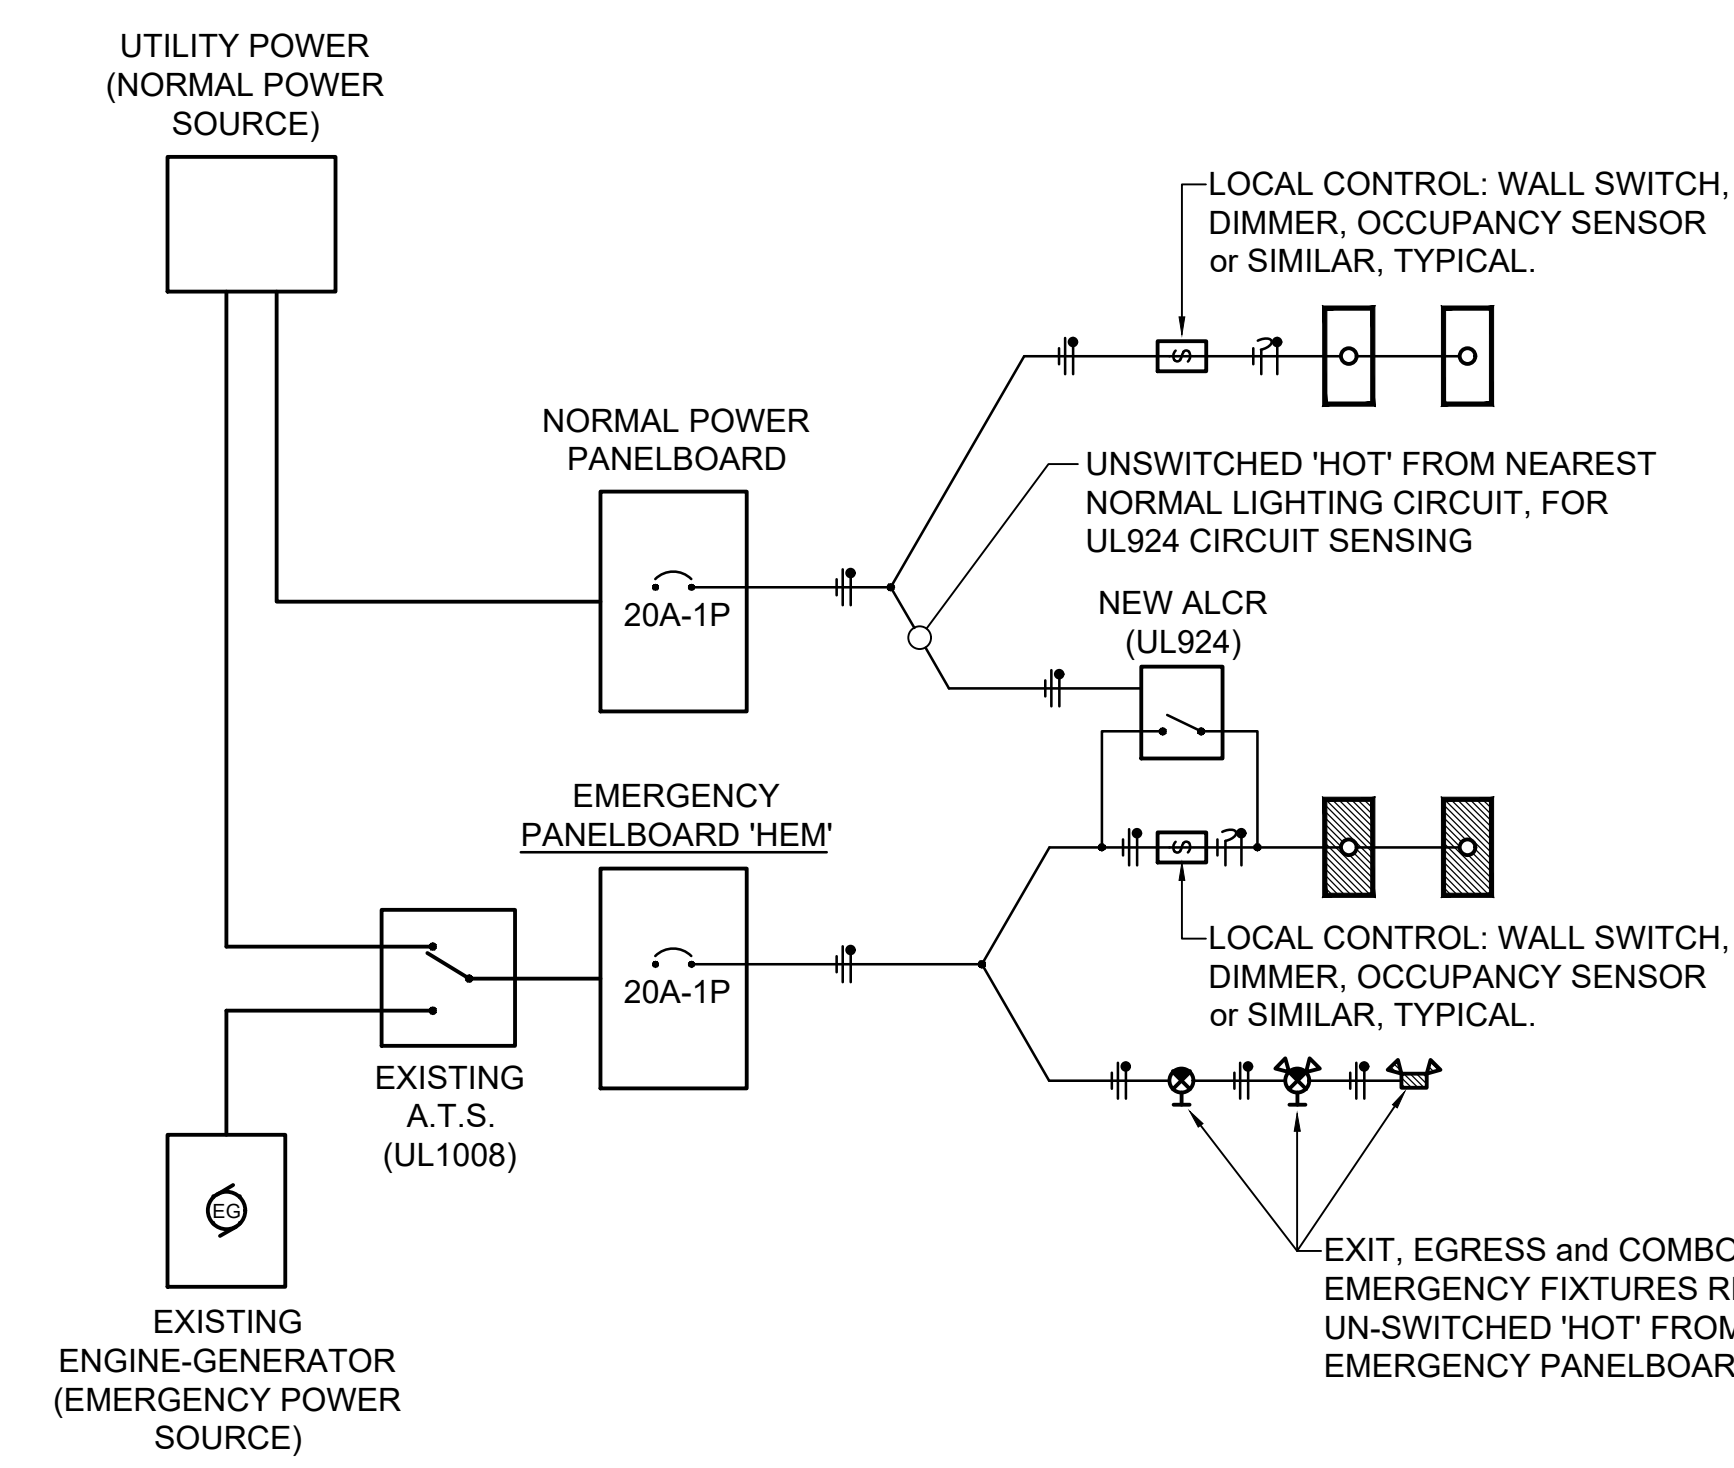 UTILITY POWER
(NORMAL POWER
SOURCE)
LOCAL CONTROL: WALL SWITCH,
DIMMER, OCCUPANCY SENSOR
or SIMILAR, TYPICAL.
S
NORMAL POWER
PANELBOARD
20A-1P
UNSWITCHED 'HOT' FROM NEAREST
NORMAL LIGHTING CIRCUIT, FOR
UL924 CIRCUIT SENSING
NEW ALCR
(UL924)
EMERGENCY
PANELBOARD 'HEM'
20A-1P
S
LOCAL CONTROL: WALL SWITCH,
DIMMER, OCCUPANCY SENSOR
or SIMILAR, TYPICAL.
EXISTING
A.T.S.
(UL1008)
EG
EXISTING
ENGINE-GENERATOR
(EMERGENCY POWER
SOURCE)
EXIT, EGRESS and COMBO
EMERGENCY FIXTURES
UN-SWITCHED 'HOT' FROM
EMERGENCY